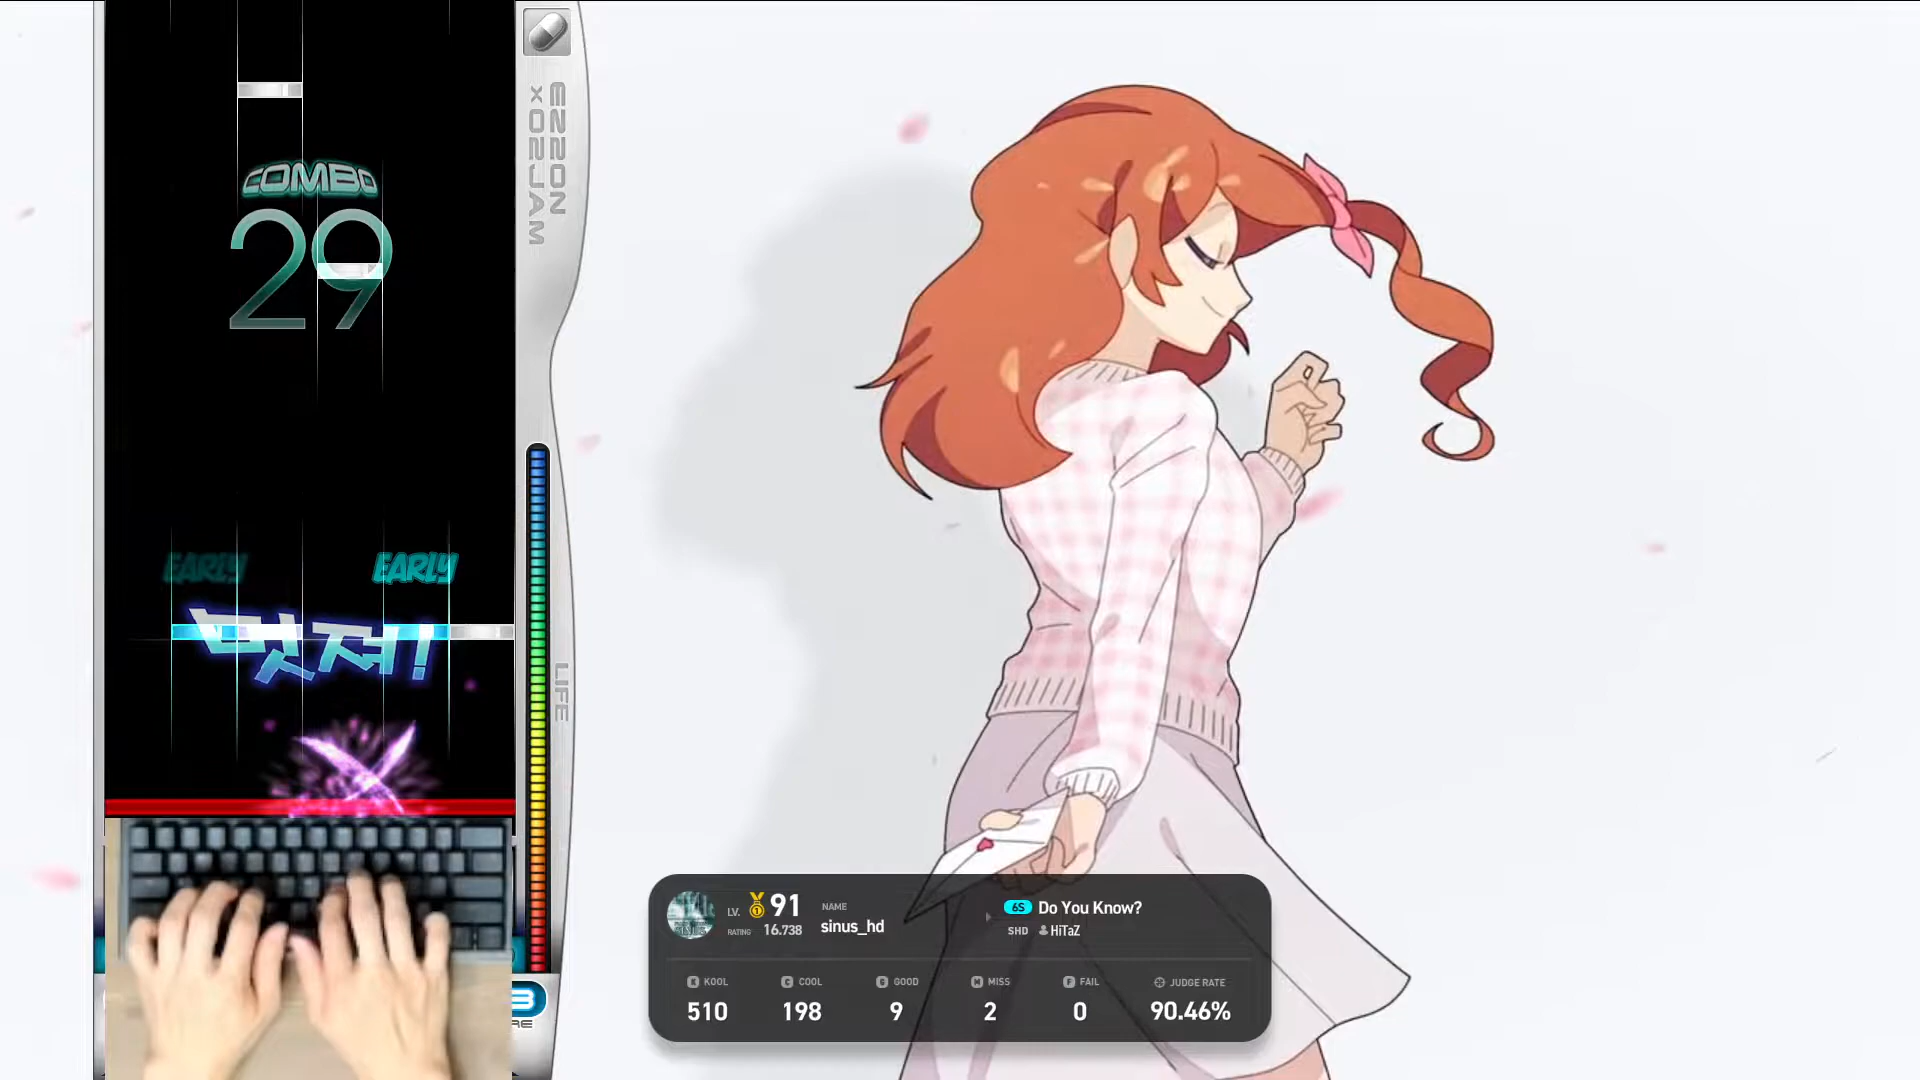 COMBO
29
EZ2ON
x O2JAM
EARLY
EARLY
멋져!
LIFE
LV. 91
RATING 16.738
NAME
sinus_hd
6S Do You Know?
SHD HiTaZ
K KOOL
510
C COOL
198
G GOOD
9
M MISS
2
F FAIL
0
JUDGE RATE
90.46%